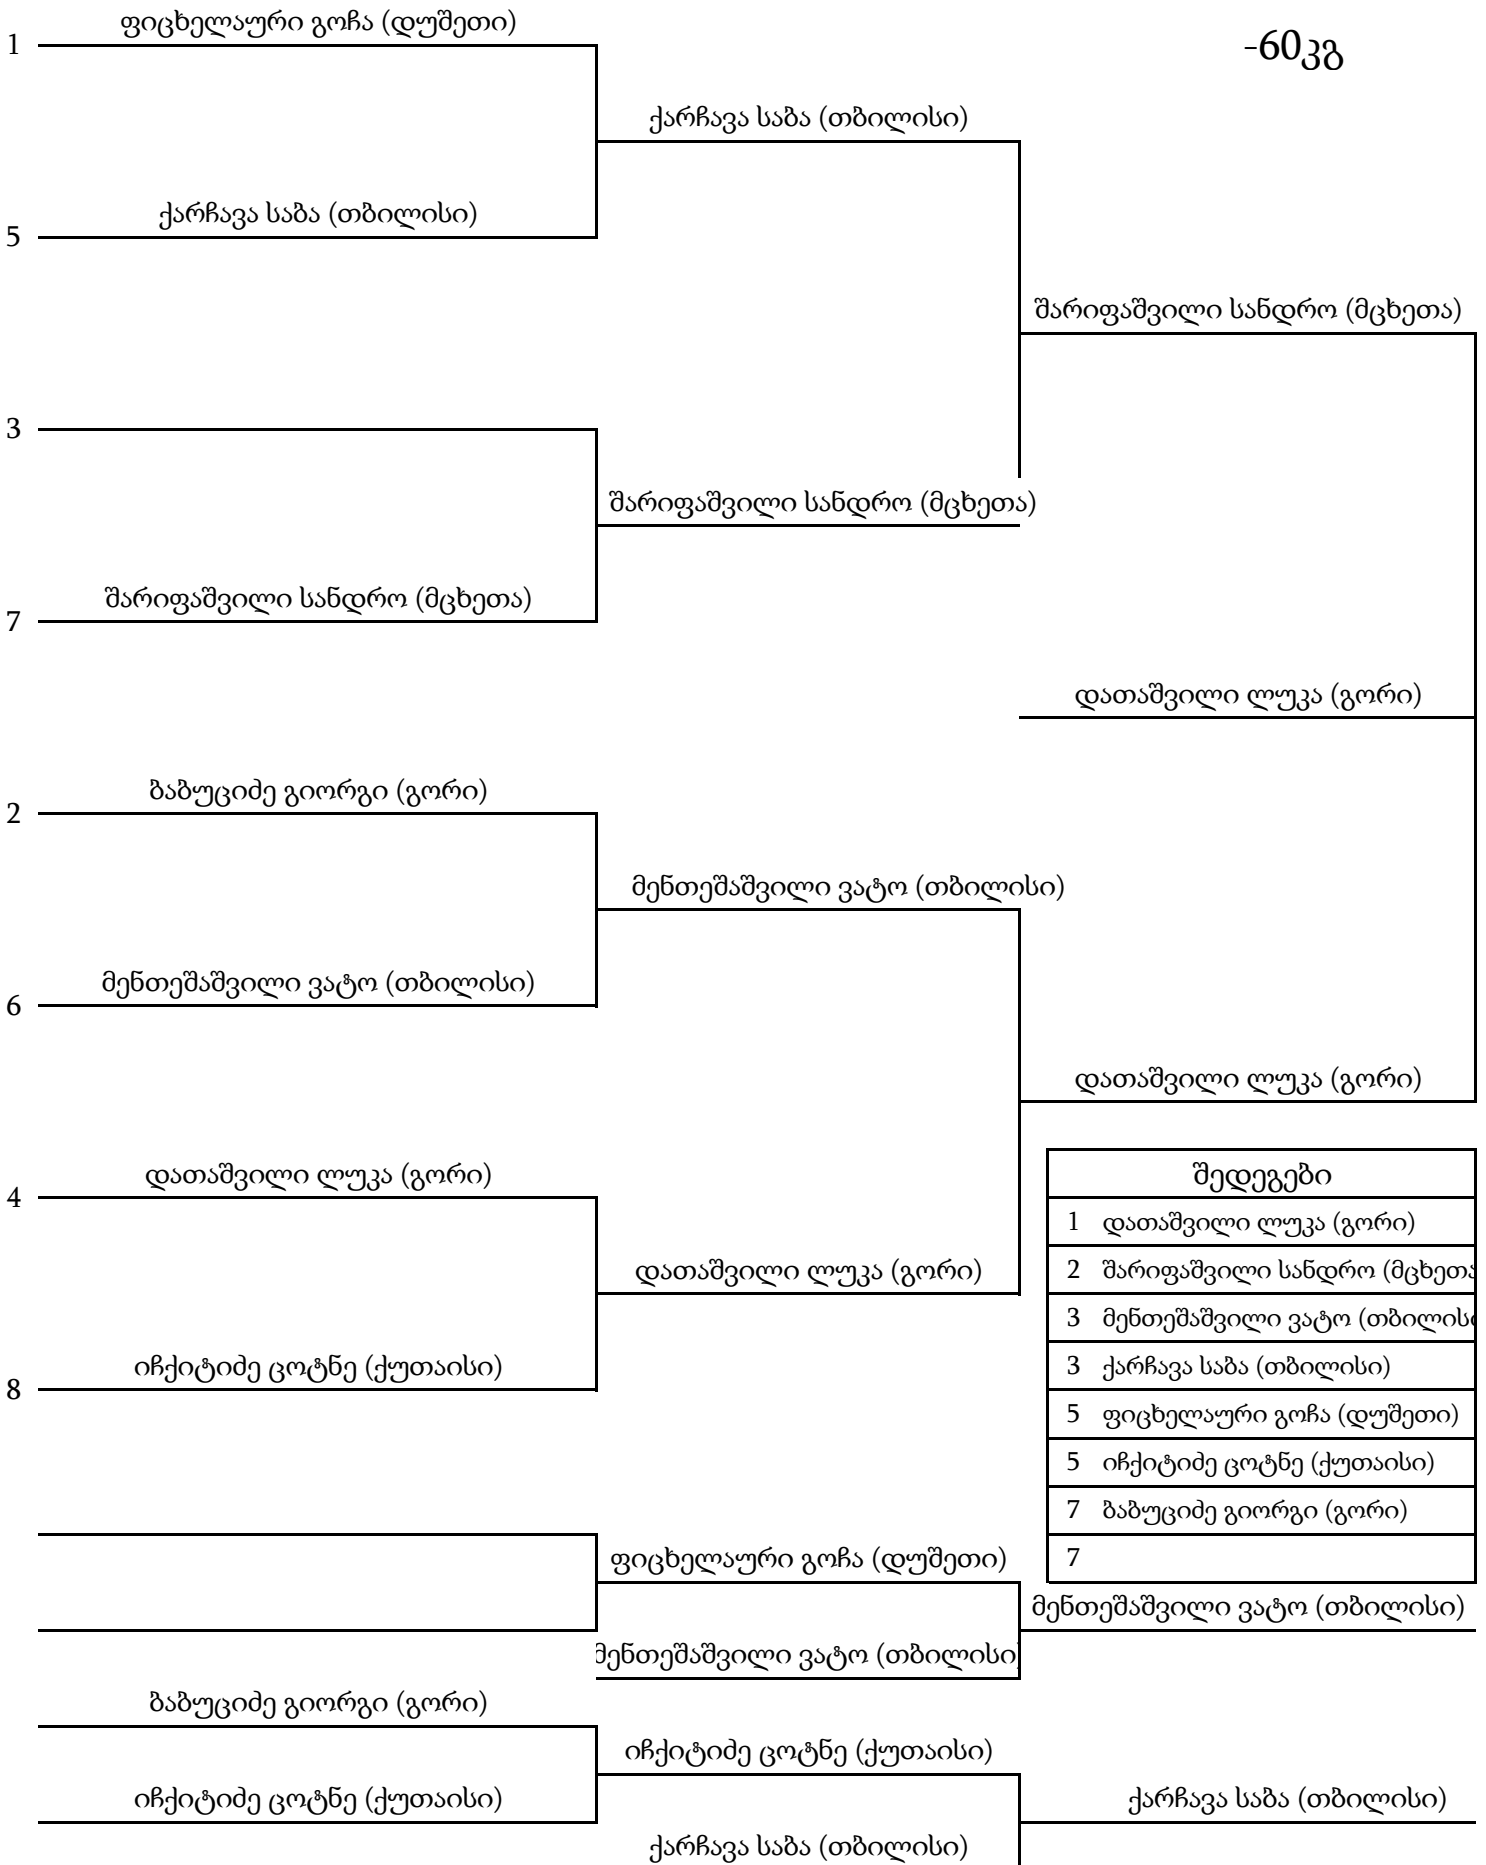 ფიცხელაური გოჩა (დუშეთი)
1
-60კგ
ქარჩავა საბა (თბილისი)
ქარჩავა საბა (თბილისი)
5
შარიფაშვილი სანდრო (მცხეთა)
3
შარიფაშვილი სანდრო (მცხეთა)
შარიფაშვილი სანდრო (მცხეთა)
7
დათაშვილი ლუკა (გორი)
ბაბუციძე გიორგი (გორი)
2
მენთეშაშვილი ვატო (თბილისი)
მენთეშაშვილი ვატო (თბილისი)
6
დათაშვილი ლუკა (გორი)
დათაშვილი ლუკა (გორი)
4
დათაშვილი ლუკა (გორი)
იჩქიტიძე ცოტნე (ქუთაისი)
8
შედეგები
1 დათაშვილი ლუკა (გორი)
2 შარიფაშვილი სანდრო (მცხეთა
3 მენთეშაშვილი ვატო (თბილისი
3 ქარჩავა საბა (თბილისი)
5 ფიცხელაური გოჩა (დუშეთი)
5 იჩქიტიძე ცოტნე (ქუთაისი)
7 ბაბუციძე გიორგი (გორი)
7
ფიცხელაური გოჩა (დუშეთი)
მენთეშაშვილი ვატო (თბილისი)
მენთეშაშვილი ვატო (თბილისი)
ბაბუციძე გიორგი (გორი)
იჩქიტიძე ცოტნე (ქუთაისი)
იჩქიტიძე ცოტნე (ქუთაისი)
ქარჩავა საბა (თბილისი)
ქარჩავა საბა (თბილისი)